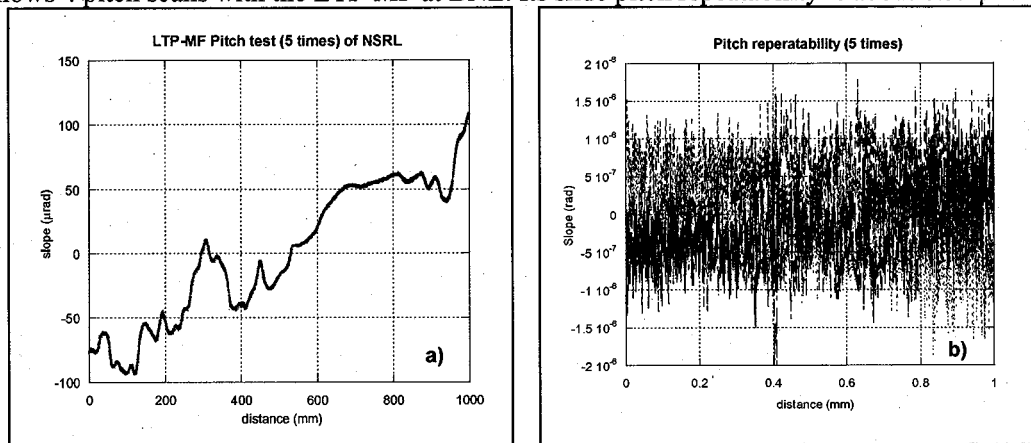 LTP-MF Pitch test (5 times) of NSRL
150
100
50
0
-50
-100
slope (µrad)
0 200 400 600 800 1000
distance (mm)
a)
Pitch reperatability (5 times)
2 10⁻⁶
1.5 10⁻⁶
1 10⁻⁶
5 10⁻⁷
0
-5 10⁻⁷
-1 10⁻⁶
-1.5 10⁻⁶
-2 10⁻⁶
Slope (rad)
0 0.2 0.4 0.6 0.8 1
distance (mm)
b)